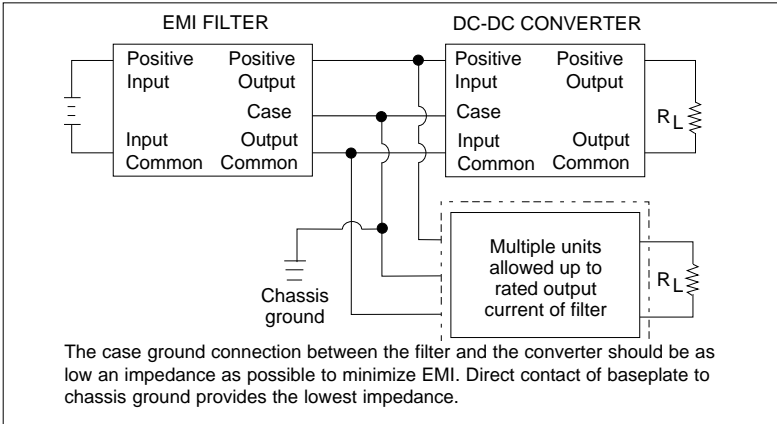 EMI FILTER
DC-DC CONVERTER
Positive Positive
Input Output
Case
Input Output
Common Common
Positive Positive
Input Output
Case
Input Output
Common Common
RL
Multiple units
allowed up to
rated output
current of filter
RL
Chassis
ground
The case ground connection between the filter and the converter should be as
low an impedance as possible to minimize EMI. Direct contact of baseplate to
chassis ground provides the lowest impedance.